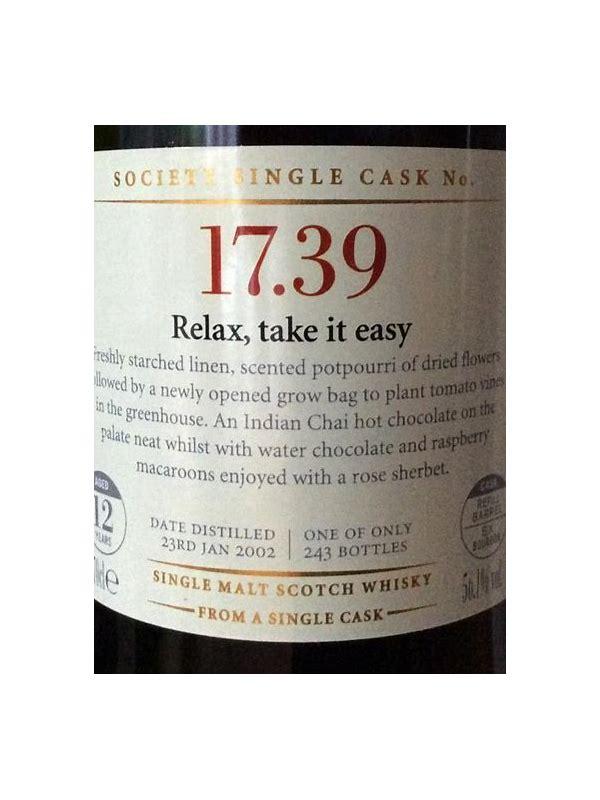 SOCIETY SINGLE CASK No.
17.39
Relax, take it easy
Freshly starched linen, scented potpourri of dried flowers
followed by a newly opened grow bag to plant tomato vines
in the greenhouse. An Indian Chai hot chocolate on the
palate neat whilst with water chocolate and raspberry
macaroons enjoyed with a rose sherbet.
AGED
12
YEARS
DATE DISTILLED
23RD JAN 2002
ONE OF ONLY
243 BOTTLES
CASK
REFILL
BARREL
EX
BOURBON
SINGLE MALT SCOTCH WHISKY
56.1% vol
FROM A SINGLE CASK